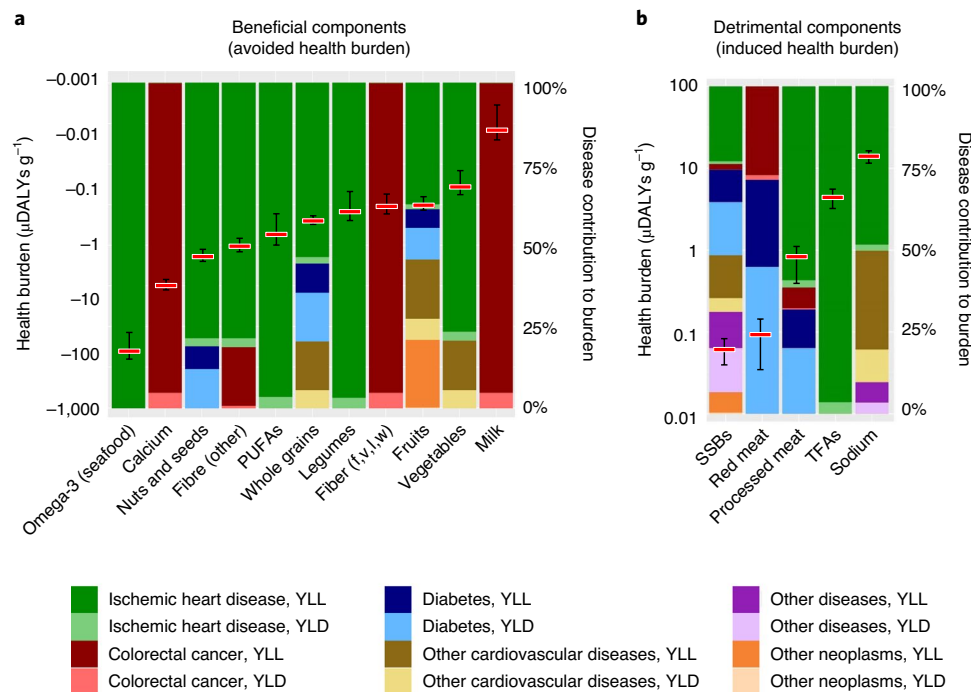 a
Beneficial components
(avoided health burden)
Health burden (µDALYs g⁻¹)
–0.001
–0.01
–0.1
–1
–10
–100
–1,000
100%
75%
50%
25%
0%
Disease contribution to burden
Omega-3 (seafood)
Calcium
Nuts and seeds
Fibre (other)
PUFAs
Whole grains
Legumes
Fiber (f,v,l,w)
Fruits
Vegetables
Milk
b
Detrimental components
(induced health burden)
Health burden (µDALYs g⁻¹)
100
10
1
0.1
0.01
100%
75%
50%
25%
0%
Disease contribution to burden
SSBs
Red meat
Processed meat
TFAs
Sodium
Ischemic heart disease, YLL
Ischemic heart disease, YLD
Colorectal cancer, YLL
Colorectal cancer, YLD
Diabetes, YLL
Diabetes, YLD
Other cardiovascular diseases, YLL
Other cardiovascular diseases, YLD
Other diseases, YLL
Other diseases, YLD
Other neoplasms, YLL
Other neoplasms, YLD